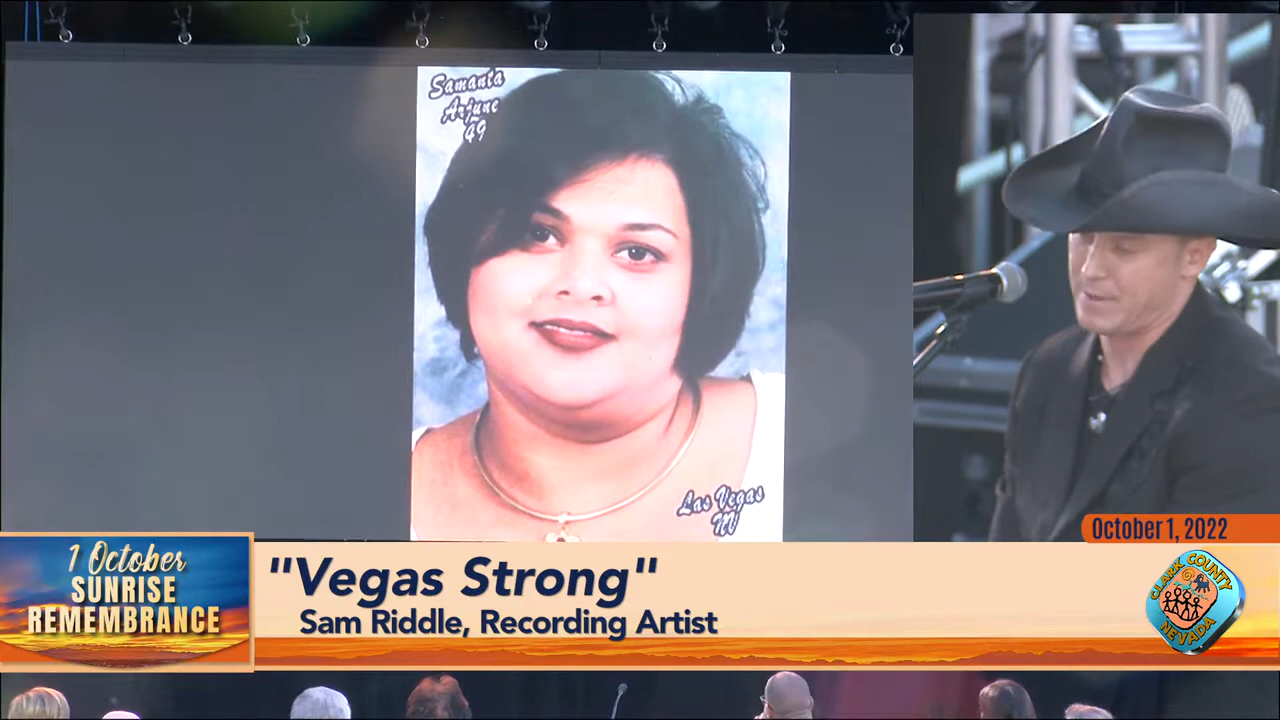 Samanta
Arjune
49
Las Vegas
NV
October 1, 2022
1 October
SUNRISE
REMEMBRANCE
"Vegas Strong"
Sam Riddle, Recording Artist
CLARK COUNTY
NEVADA